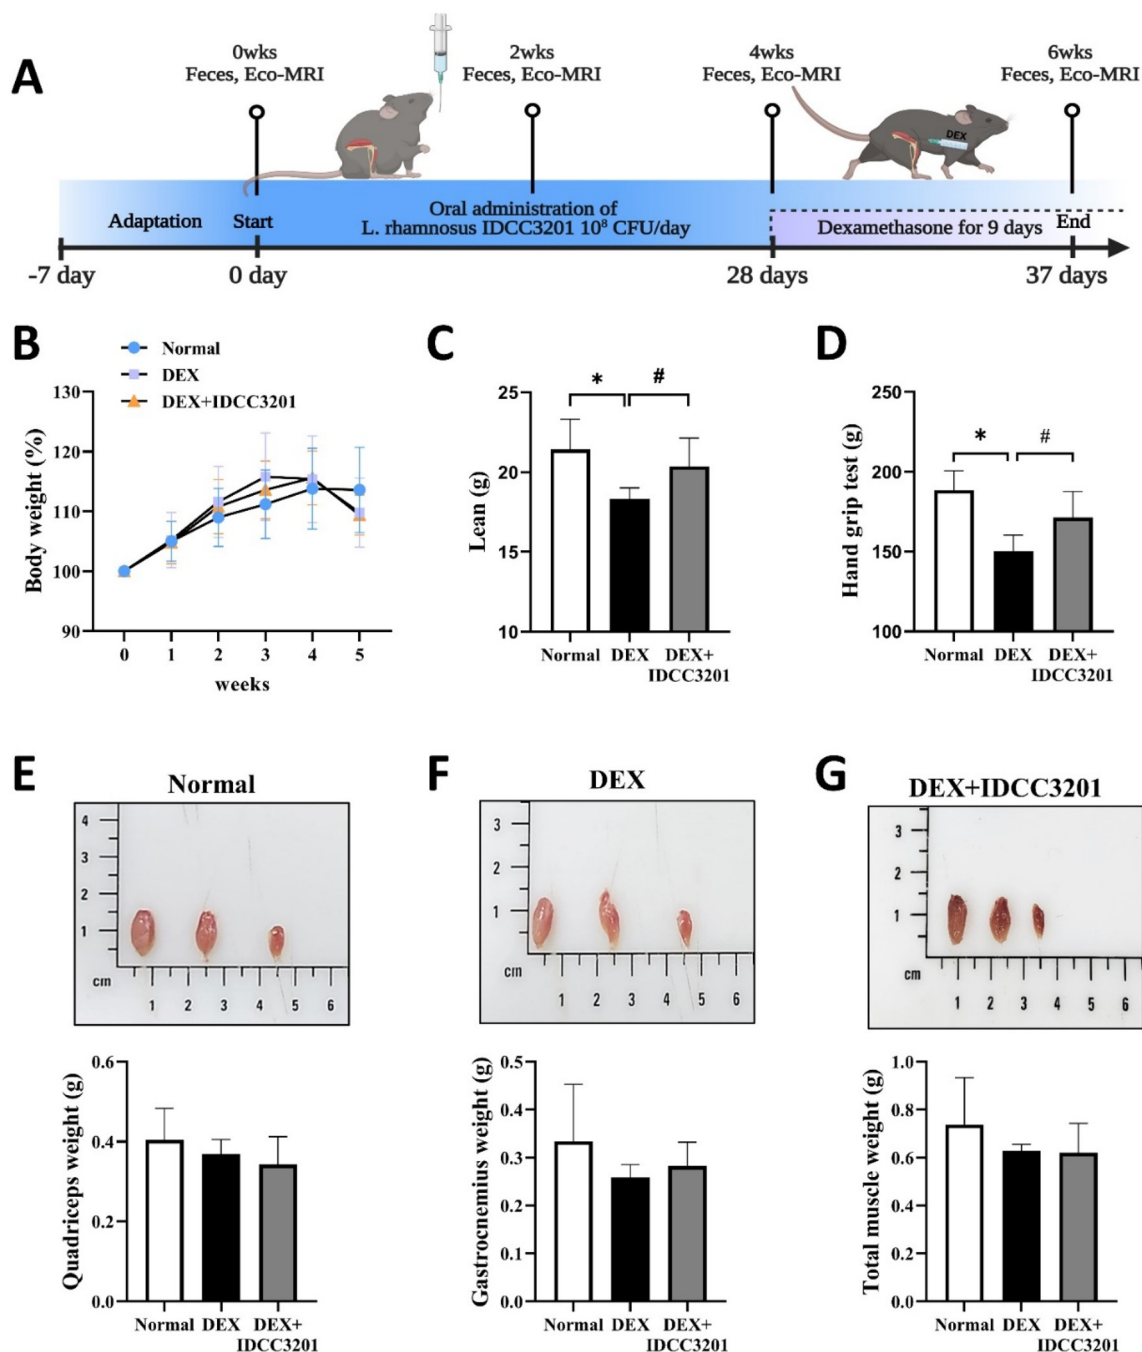 A
0wks
Feces, Eco-MRI
2wks
Feces, Eco-MRI
4wks
Feces, Eco-MRI
6wks
Feces, Eco-MRI
DEX
Adaptation
Start
Oral administration of
L. rhamnosus IDCC3201 10⁸ CFU/day
Dexamethasone for 9 days
End
-7 day
0 day
28 days
37 days
B
Normal
DEX
DEX+IDCC3201
Body weight (%)
130
120
110
100
90
0 1 2 3 4 5
weeks
C
Lean (g)
25
20
15
10
* #
Normal DEX DEX+
IDCC3201
D
Hand grip test (g)
250
200
150
100
* #
Normal DEX DEX+
IDCC3201
E
Normal
4
3
2
1
cm
1 2 3 4 5 6
Quadriceps weight (g)
0.6
0.4
0.2
0.0
Normal DEX DEX+
IDCC3201
F
DEX
3
2
1
cm
1 2 3 4 5 6
Gastrocnemius weight (g)
0.5
0.4
0.3
0.2
0.1
0.0
Normal DEX DEX+
IDCC3201
G
DEX+IDCC3201
3
2
1
cm
1 2 3 4 5 6
Total muscle weight (g)
1.0
0.8
0.6
0.4
0.2
0.0
Normal DEX DEX+
IDCC3201